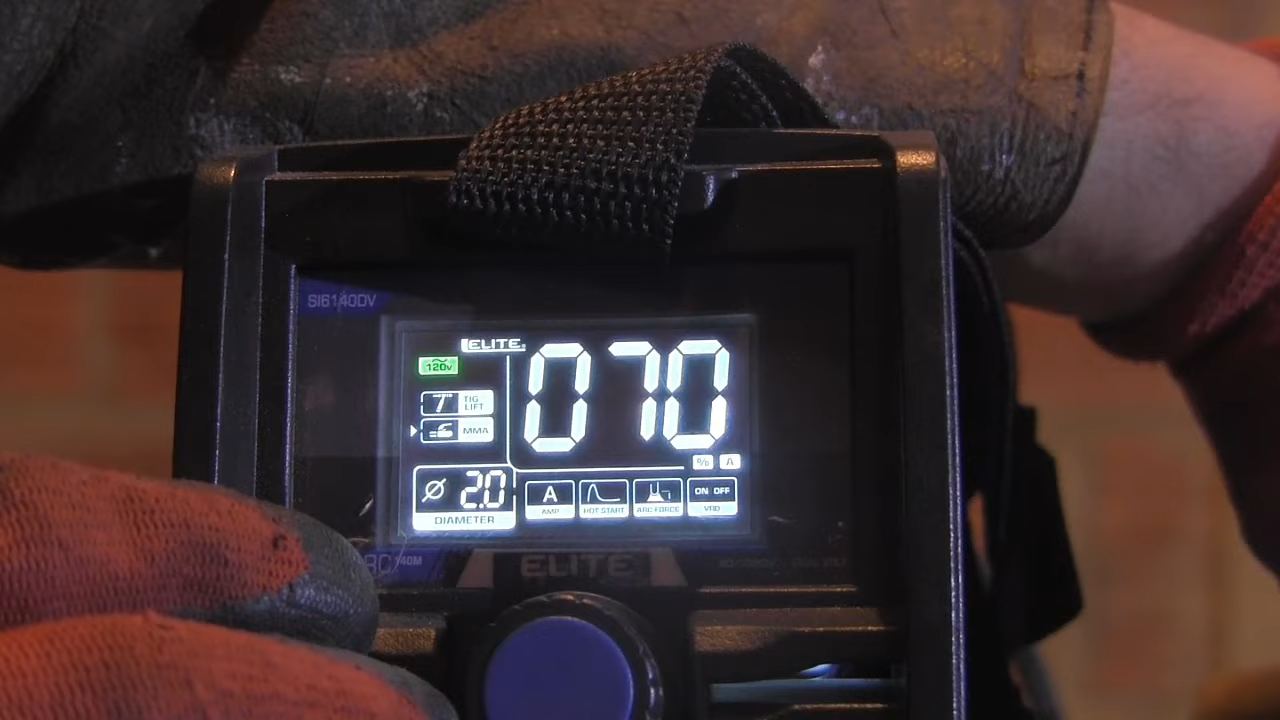 SI6140DV
ELITE
120V
070
TIG
LIFT
MMA
% A
Ø 2.0
DIAMETER
A
AMP
HOT START
ARC FORCE
ON OFF
VRD
140M
ELITE